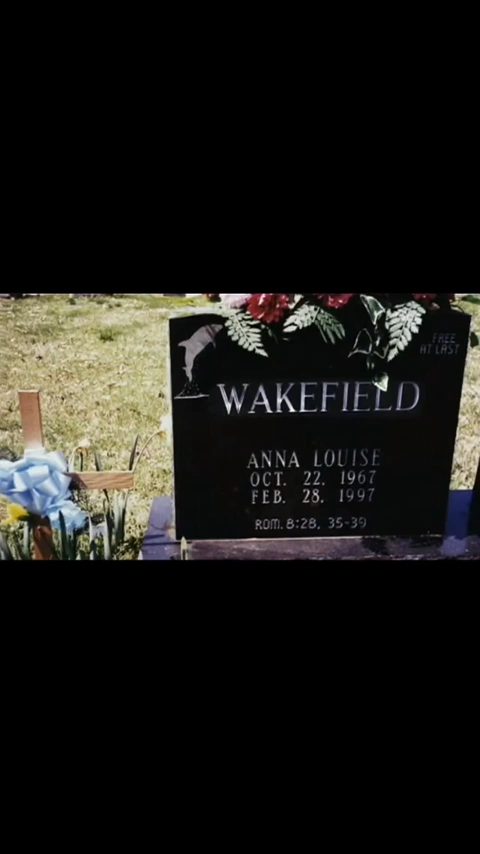 FREE
AT LAST
WAKEFIELD
ANNA LOUISE
OCT. 22. 1967
FEB. 28, 1997
ROM. 8:28, 35-39